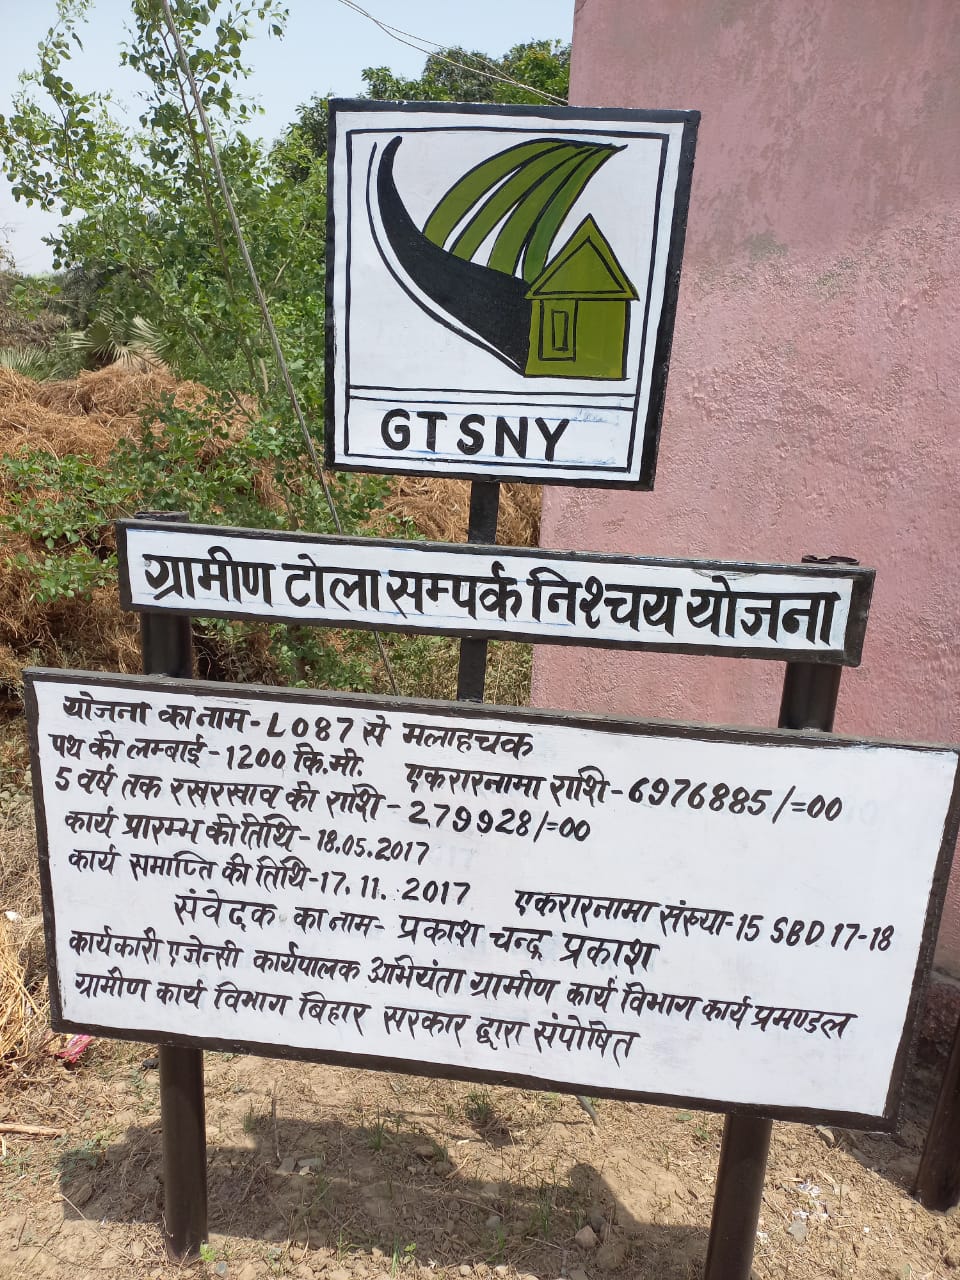 GTSNY
ग्रामीण टोला सम्पर्क निश्चय योजना
योजना का नाम - L087 से मलाहचक
पथ की लम्बाई - 1200 कि.मी. एकरारनामा राशि - 6976885/=00
5 वर्ष तक रखरखाव की राशि - 279928/=00
कार्य प्रारम्भ की तिथि - 18.05.2017
कार्य समाप्ति की तिथि - 17.11.2017 एकरारनामा संख्या - 15 SBD 17-18
संवेदक का नाम - प्रकाश चन्द्र प्रकाश
कार्यकारी एजेन्सी कार्यपालक अभियंता ग्रामीण कार्य विभाग कार्य प्रमण्डल
ग्रामीण कार्य विभाग बिहार सरकार द्वारा संपोषित